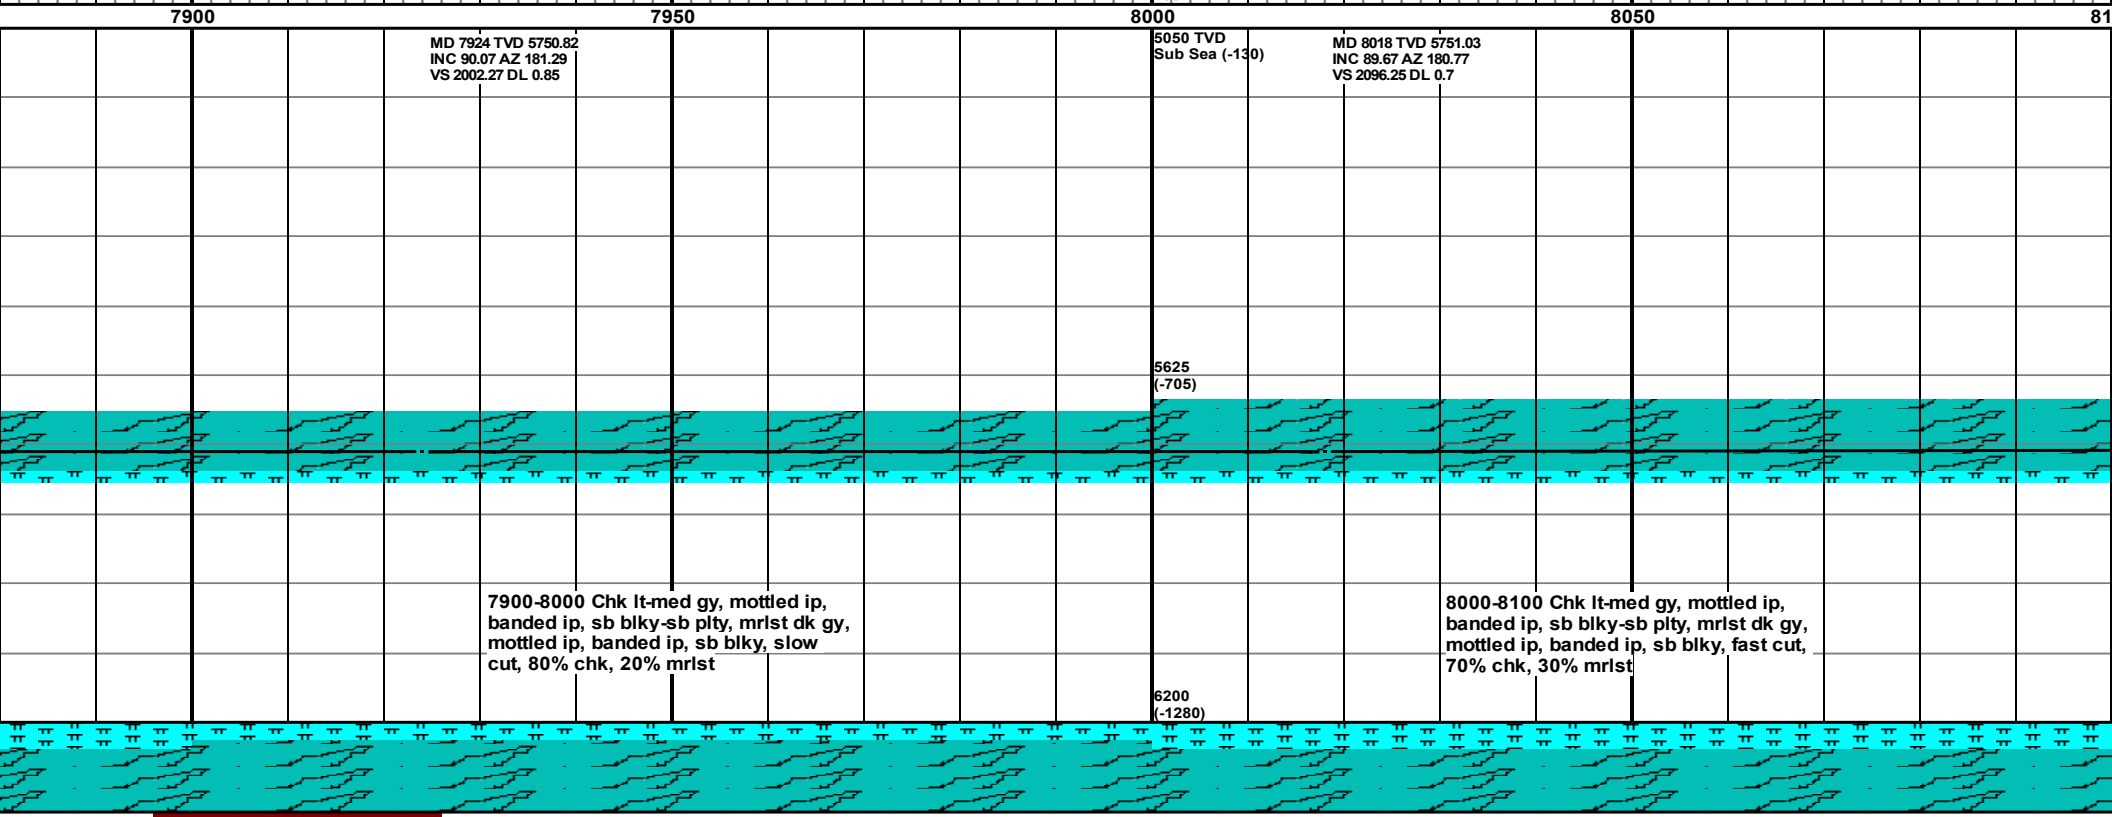 7900 7950 8000 8050 81
MD 7924 TVD 5750.82
INC 90.07 AZ 181.29
VS 2002.27 DL 0.85
5050 TVD
Sub Sea (-130)
MD 8018 TVD 5751.03
INC 89.67 AZ 180.77
VS 2096.25 DL 0.7
5625
(-705)
7900-8000 Chk lt-med gy, mottled ip,
banded ip, sb blky-sb plty, mrlst dk gy,
mottled ip, banded ip, sb blky, slow
cut, 80% chk, 20% mrlst
8000-8100 Chk lt-med gy, mottled ip,
banded ip, sb blky-sb plty, mrlst dk gy,
mottled ip, banded ip, sb blky, fast cut,
70% chk, 30% mrlst
6200
(-1280)